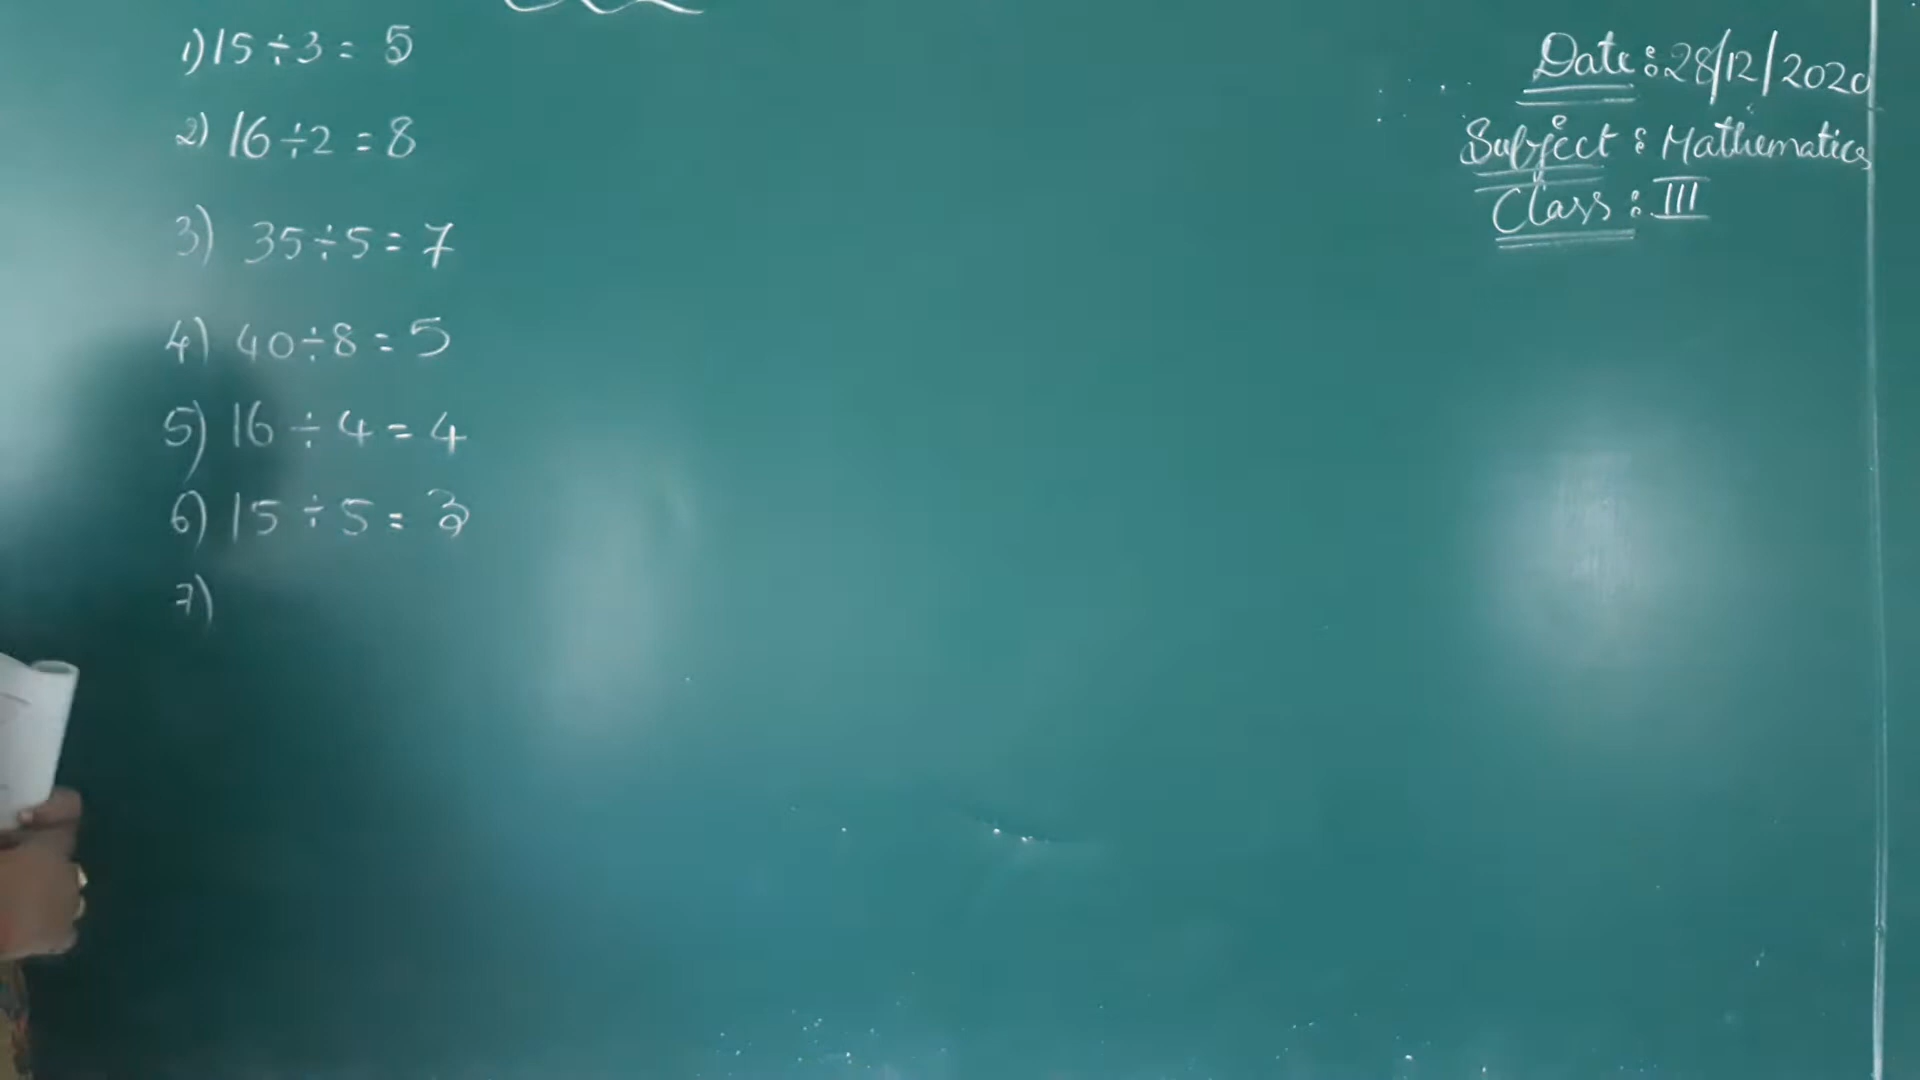 1) 15 ÷ 3 = 5
2) 16 ÷ 2 = 8
3) 35 ÷ 5 = 7
4) 40 ÷ 8 = 5
5) 16 ÷ 4 = 4
6) 15 ÷ 5 = 3
7)
Date : 28/12/2020
Subject : Mathematics
Class : III